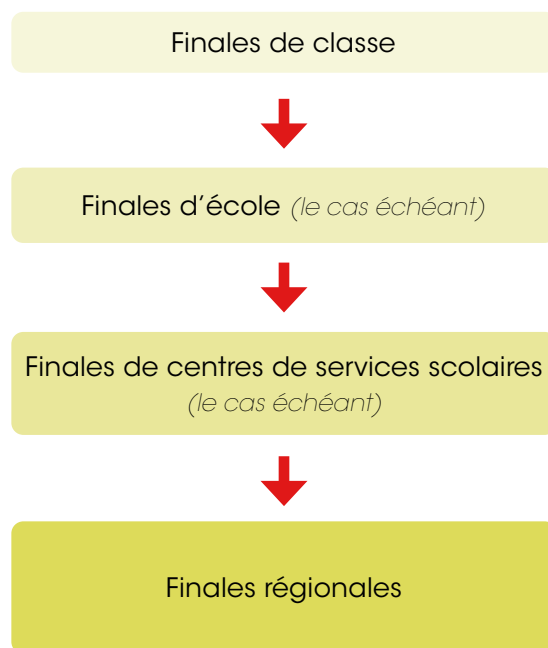 Finales de classe
Finales d’école (le cas échéant)
Finales de centres de services scolaires
(le cas échéant)
Finales régionales